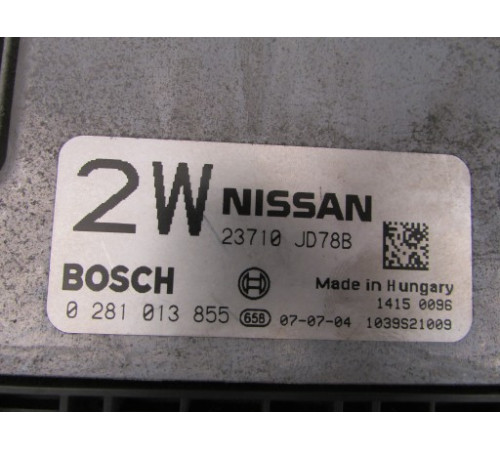 2W NISSAN
23710 JD78B
BOSCH Made in Hungary
1415 0096
0 281 013 855 658 07-07-04 1039S21009